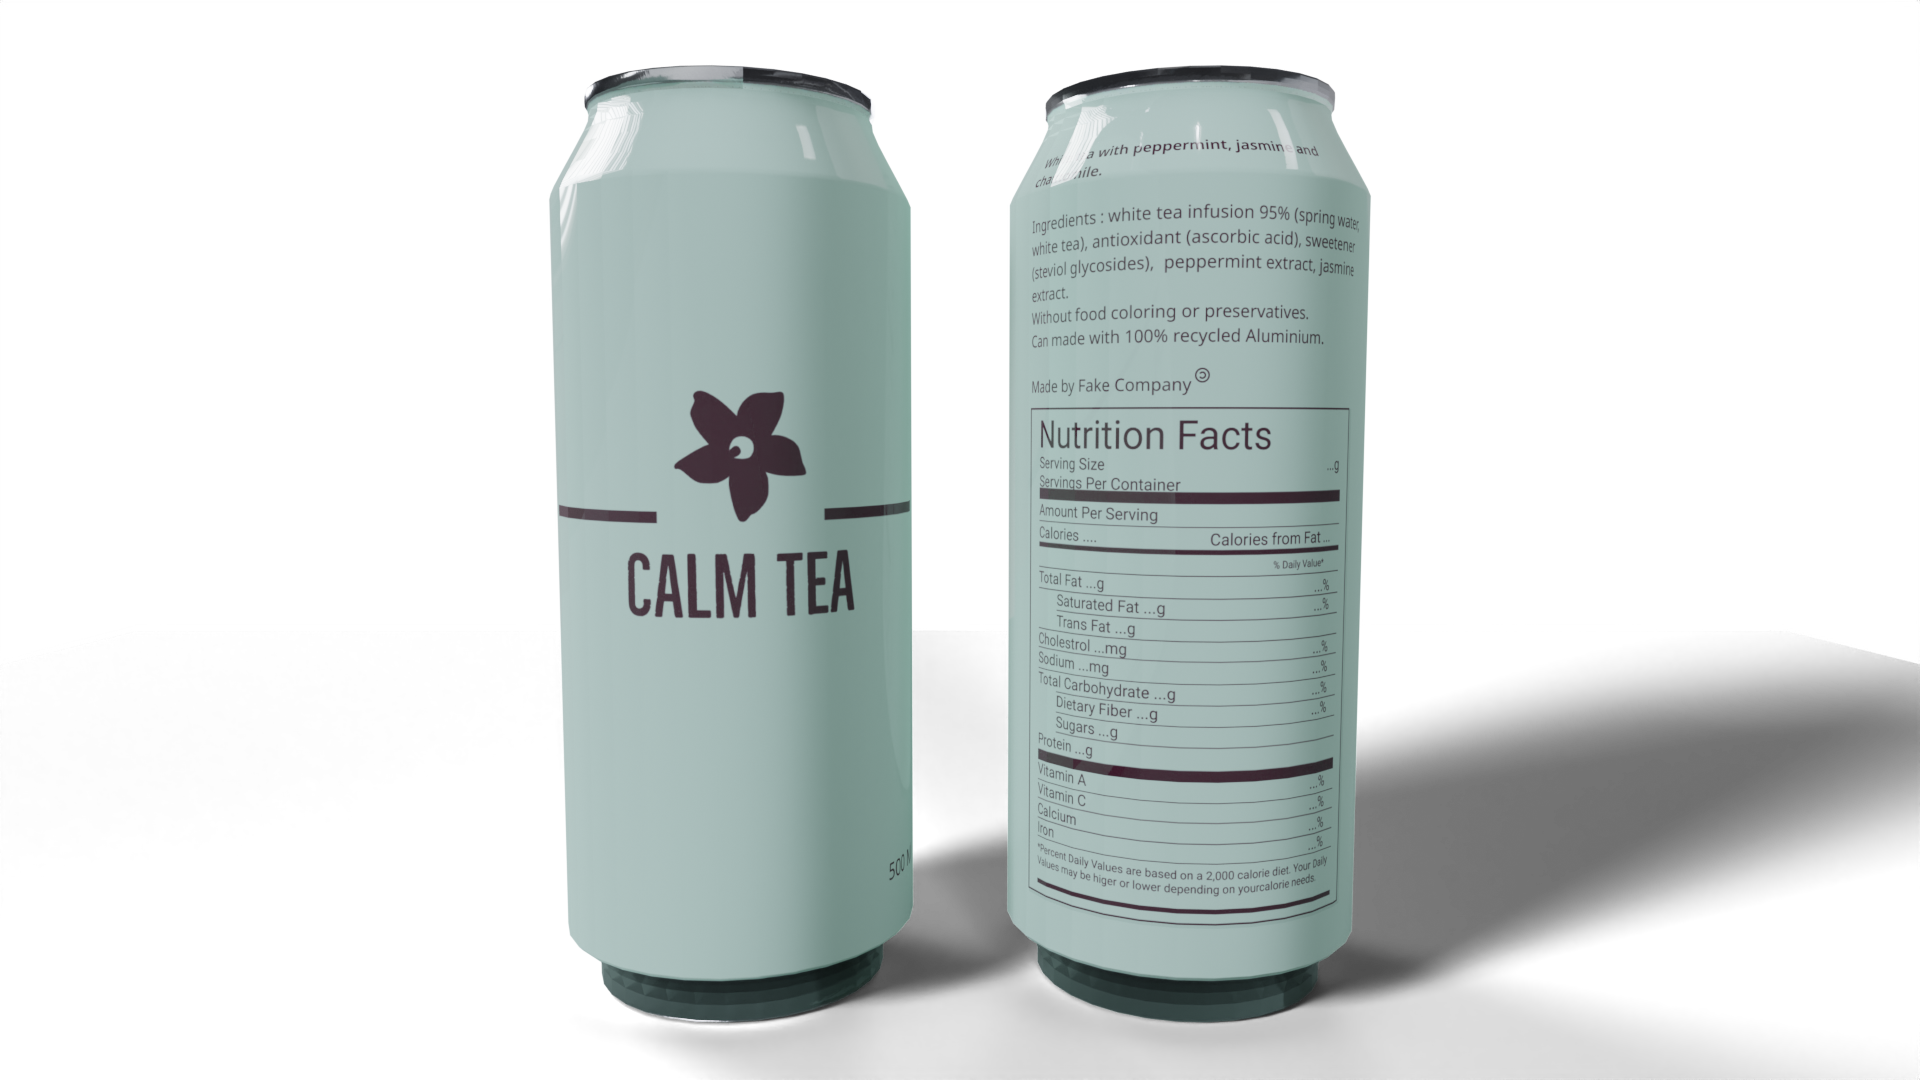 CALM TEA
500
with peppermint, jasmine and
Ingredients : white tea infusion 95% (spring water,
white tea), antioxidant (ascorbic acid), sweetener
(steviol glycosides), peppermint extract, jasmine
extract.
Without food coloring or preservatives.
Can made with 100% recycled Aluminium.
Made by Fake Company
Nutrition Facts
Serving Size ...g
Servings Per Container
Amount Per Serving
Calories .... Calories from Fat ...
% Daily Value*
Total Fat ...g ...%
Saturated Fat ...g ...%
Trans Fat ...g
Cholestrol ...mg ...%
Sodium ...mg ...%
Total Carbohydrate ...g ...%
Dietary Fiber ...g ...%
Sugars ...g
Protein ...g
Vitamin A ...%
Vitamin C ...%
Calcium ...%
Iron ...%
*Percent Daily Values are based on a 2,000 calorie diet. Your Daily
Values may be higer or lower depending on yourcalorie needs.